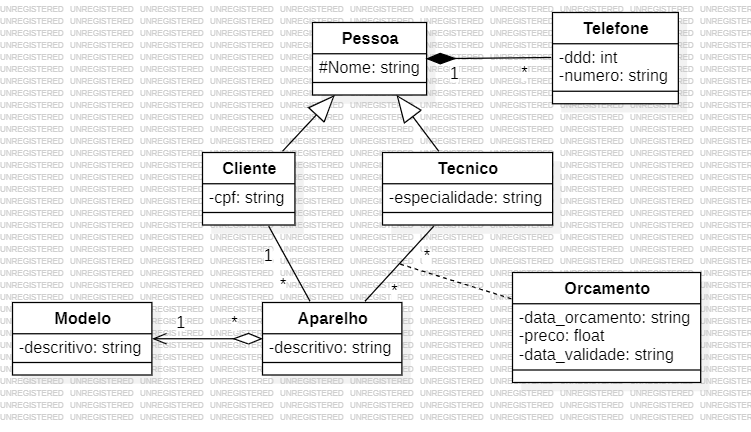 Pessoa
#Nome: string
Telefone
-ddd: int
-numero: string
1
*
Cliente
-cpf: string
Tecnico
-especialidade: string
1
*
*
*
Orcamento
-data_orcamento: string
-preco: float
-data_validade: string
Modelo
-descritivo: string
1
*
Aparelho
-descritivo: string
UNREGISTERED